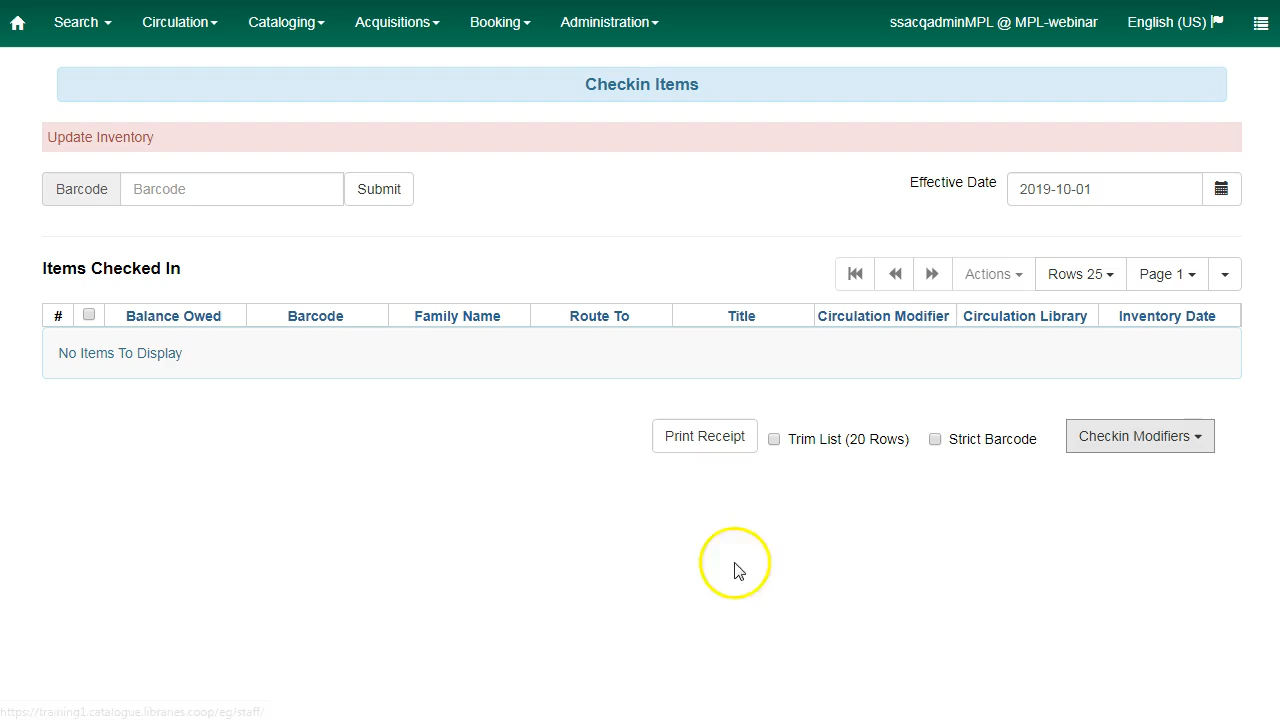 Search Circulation Cataloging Acquisitions Booking Administration ssacqadminMPL @ MPL-webinar English (US)
Checkin Items
Update Inventory
Barcode Barcode Submit Effective Date 2019-10-01
Items Checked In Actions Rows 25 Page 1
# Balance Owed Barcode Family Name Route To Title Circulation Modifier Circulation Library Inventory Date
No Items To Display
Print Receipt Trim List (20 Rows) Strict Barcode Checkin Modifiers
https://training1.catalogue.libraries.coop/eg/staff/